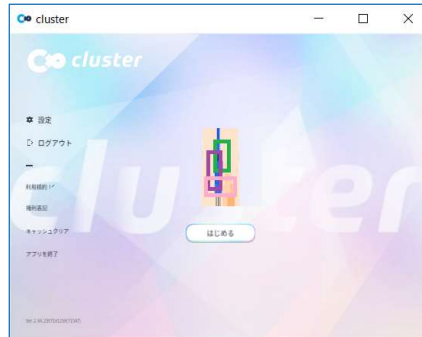 cluster
cluster
設定
ログアウト
利用規約
権利表記
キャッシュクリア
アプリを終了
はじめる
cluster